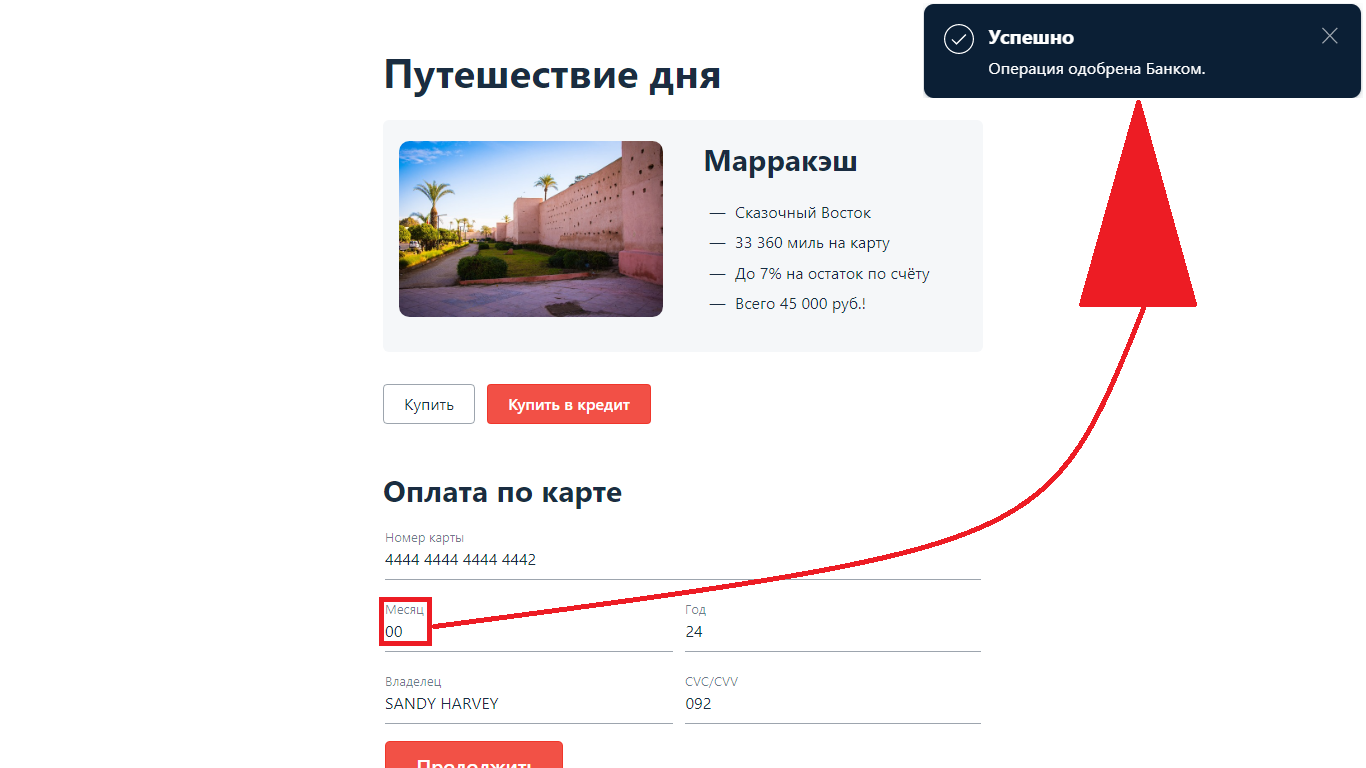 Успешно
Операция одобрена Банком.
Путешествие дня
Марракэш
— Сказочный Восток
— 33 360 миль на карту
— До 7% на остаток по счёту
— Всего 45 000 руб.!
Купить
Купить в кредит
Оплата по карте
Номер карты
4444 4444 4444 4442
Месяц
00
Год
24
Владелец
SANDY HARVEY
CVC/CVV
092
Продолжить